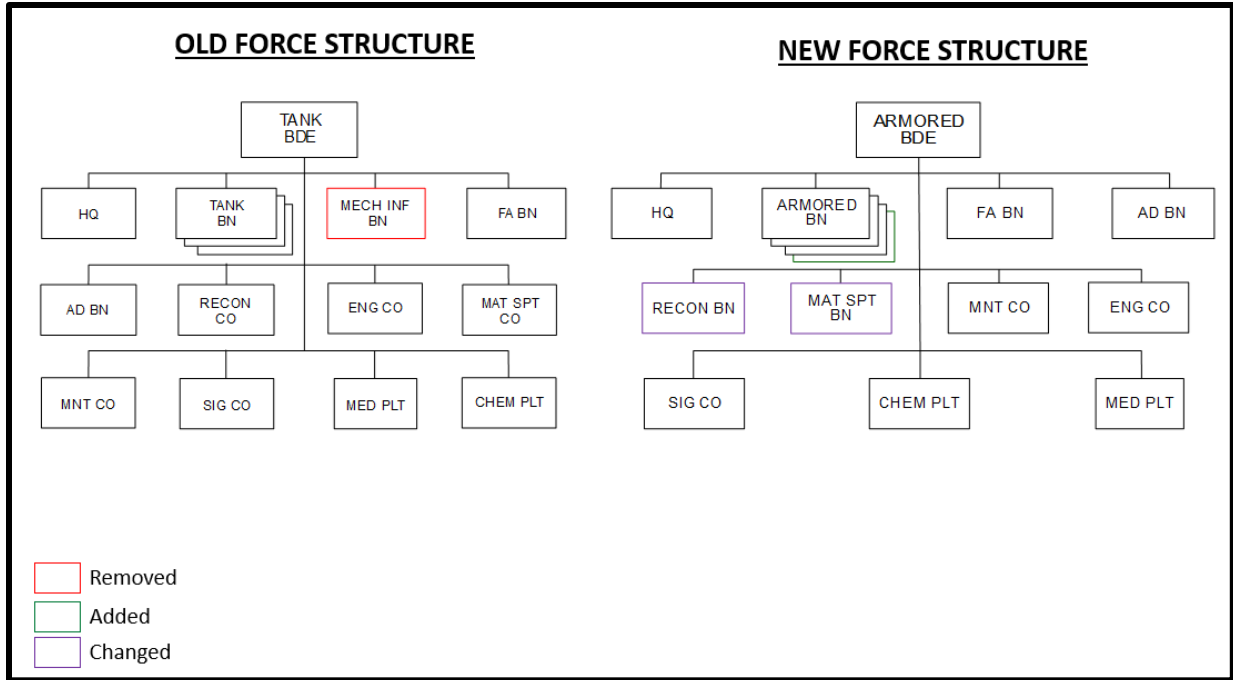 OLD FORCE STRUCTURE
TANK
BDE
HQ
TANK
BN
MECH INF
BN
FA BN
AD BN
RECON
CO
ENG CO
MAT SPT
CO
MNT CO
SIG CO
MED PLT
CHEM PLT
NEW FORCE STRUCTURE
ARMORED
BDE
HQ
ARMORED
BN
FA BN
AD BN
RECON BN
MAT SPT
BN
MNT CO
ENG CO
SIG CO
CHEM PLT
MED PLT
Removed
Added
Changed